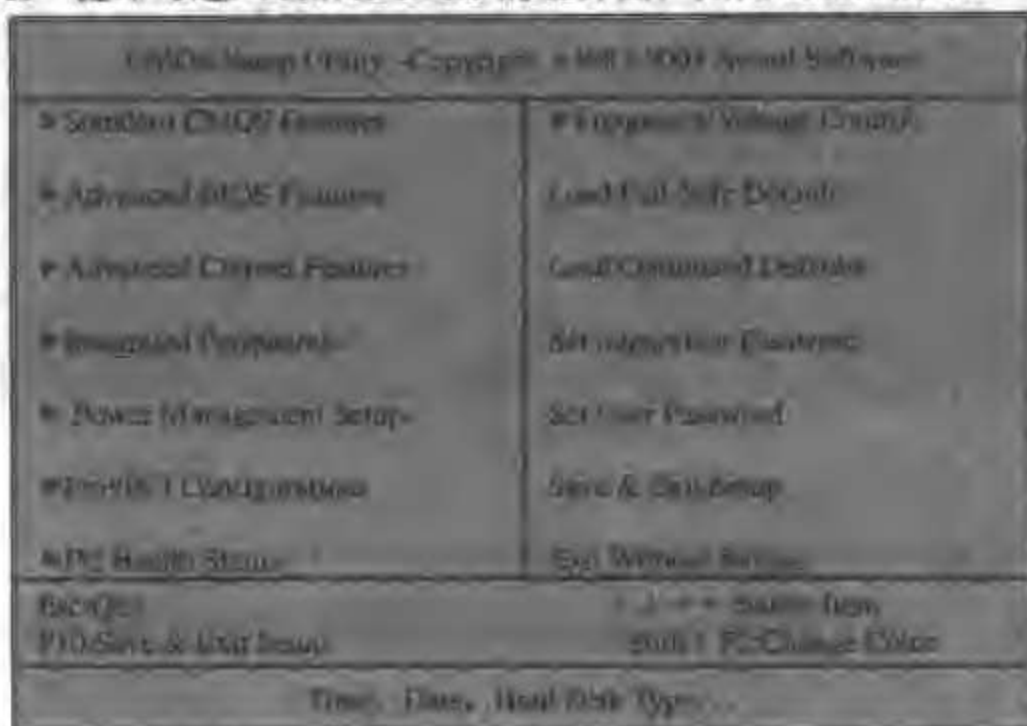 CMOS Setup Utility -Copyright 1984-2001 Award Software
▶ Standard CMOS Features
▶ Advanced BIOS Features
▶ Advanced Chipset Features
▶ Integrated Peripherals
▶ Power Management Setup
▶ PnP/PCI Configurations
▶ PC Health Status
▶ Frequency/Voltage Control
Load Fail-Safe Defaults
Load Defaults
Set Supervisor Password
Set User Password
Save & Exit Setup
Exit Without Saving
Esc:Quit
F10:Save & Exit Setup
Select Item
F2:Change Color
Time, Date, Hard Disk Type...